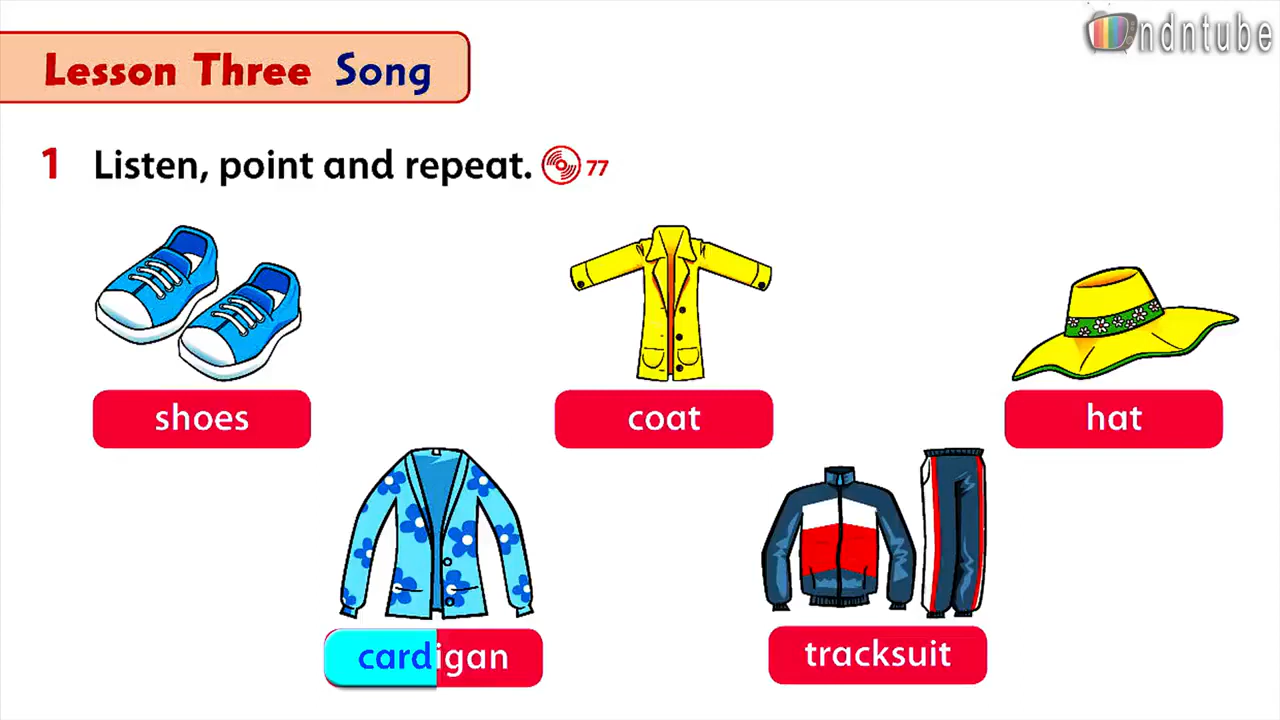 ndntube
Lesson Three Song
1 Listen, point and repeat. 77
shoes
coat
hat
cardigan
tracksuit